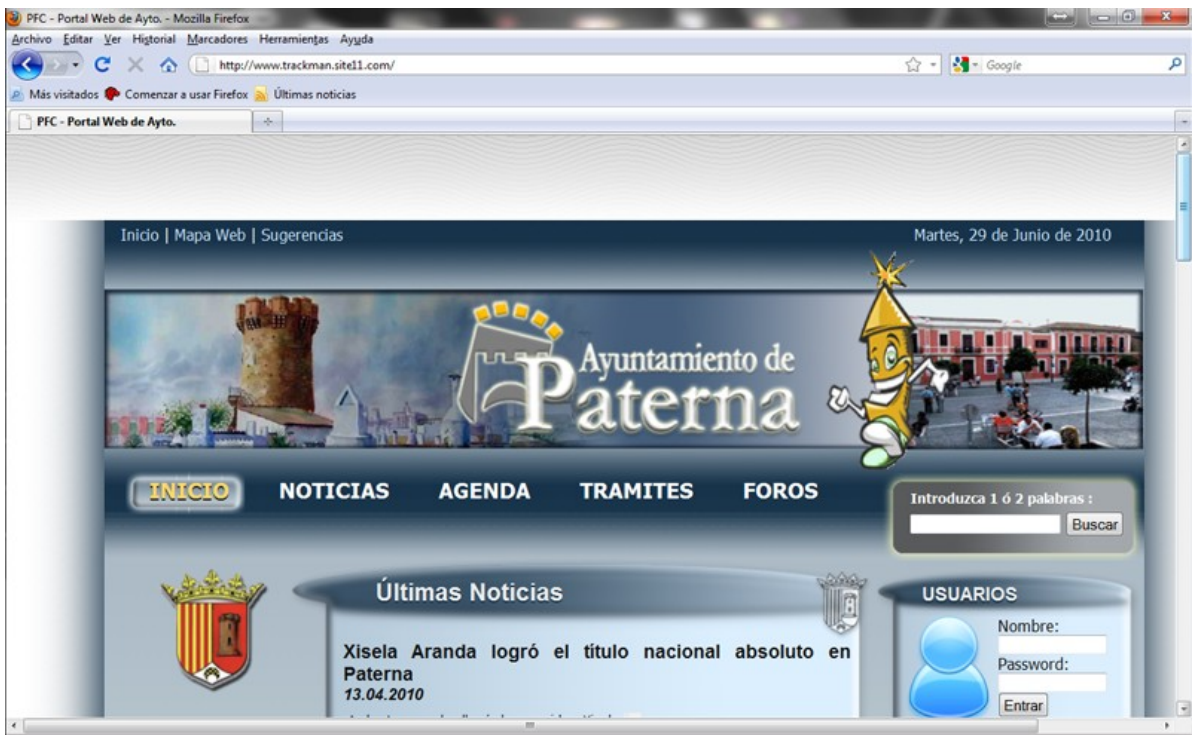 PFC - Portal Web de Ayto. - Mozilla Firefox
Archivo Editar Ver Historial Marcadores Herramientas Ayuda
http://www.trackman.site11.com/
Google
Más visitados Comenzar a usar Firefox Últimas noticias
PFC - Portal Web de Ayto.
Inicio | Mapa Web | Sugerencias
Martes, 29 de Junio de 2010
Ayuntamiento de
Paterna
INICIO NOTICIAS AGENDA TRAMITES FOROS
Introduzca 1 ó 2 palabras :
Buscar
Últimas Noticias
USUARIOS
Xisela Aranda logró el título nacional absoluto en
Paterna
13.04.2010
Nombre:
Password:
Entrar